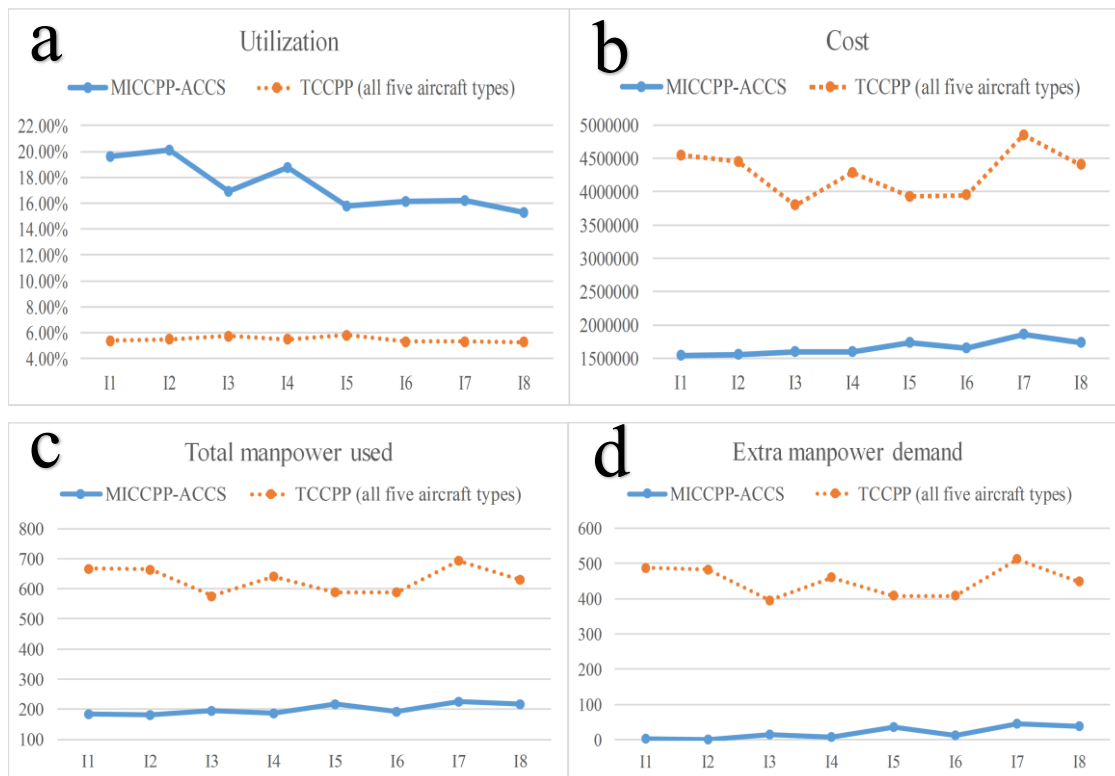 a
Utilization
MICCPP-ACCS TCCPP (all five aircraft types)
22.00%
20.00%
18.00%
16.00%
14.00%
12.00%
10.00%
8.00%
6.00%
4.00%
I1 I2 I3 I4 I5 I6 I7 I8
b
Cost
MICCPP-ACCS TCCPP (all five aircraft types)
5000000
4500000
4000000
3500000
3000000
2500000
2000000
1500000
I1 I2 I3 I4 I5 I6 I7 I8
c
Total manpower used
MICCPP-ACCS TCCPP (all five aircraft types)
800
700
600
500
400
300
200
100
I1 I2 I3 I4 I5 I6 I7 I8
d
Extra manpower demand
MICCPP-ACCS TCCPP (all five aircraft types)
600
500
400
300
200
100
0
I1 I2 I3 I4 I5 I6 I7 I8